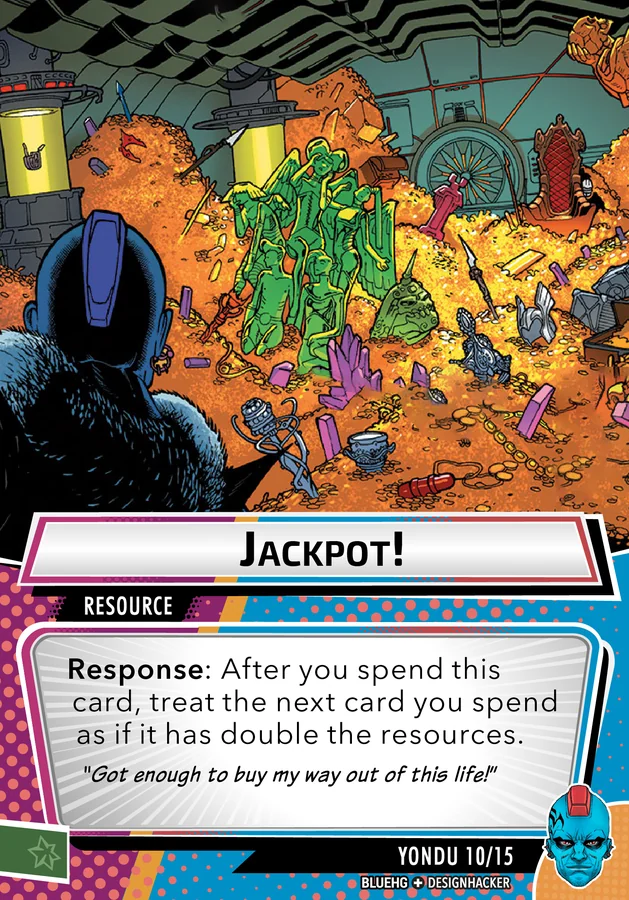 JACKPOT!
RESOURCE
Response: After you spend this
card, treat the next card you spend
as if it has double the resources.
"Got enough to buy my way out of this life!"
YONDU 10/15
BLUEHG + DESIGNHACKER